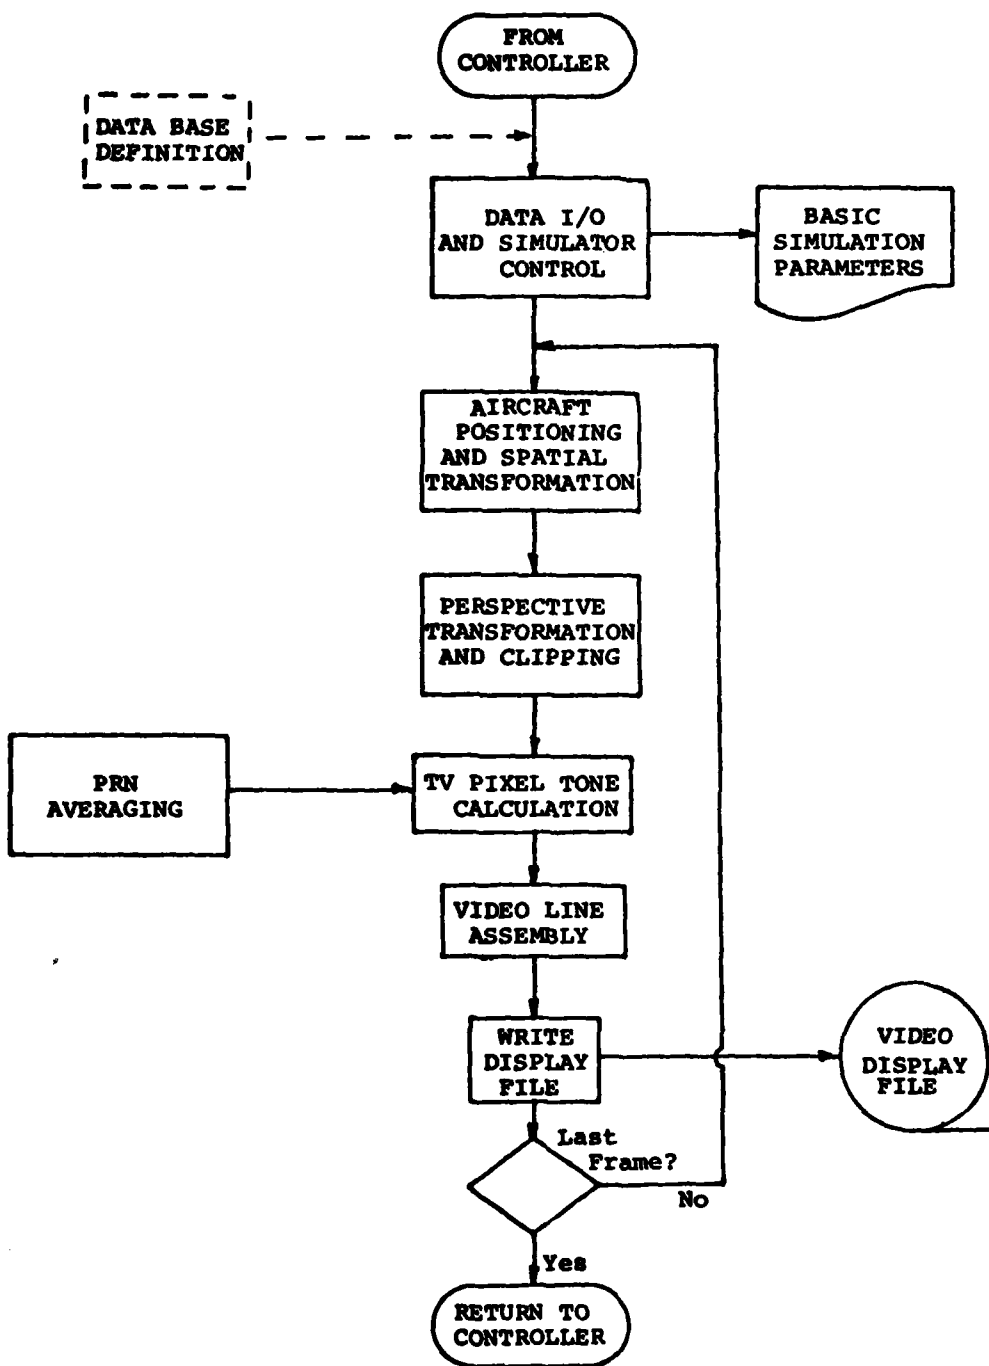 FROM
CONTROLLER
DATA BASE
DEFINITION
DATA I/O
AND SIMULATOR
CONTROL
BASIC
SIMULATION
PARAMETERS
AIRCRAFT
POSITIONING
AND SPATIAL
TRANSFORMATION
PERSPECTIVE
TRANSFORMATION
AND CLIPPING
PRN
AVERAGING
TV PIXEL TONE
CALCULATION
VIDEO LINE
ASSEMBLY
WRITE
DISPLAY
FILE
VIDEO
DISPLAY
FILE
Last
Frame?
No
Yes
RETURN TO
CONTROLLER